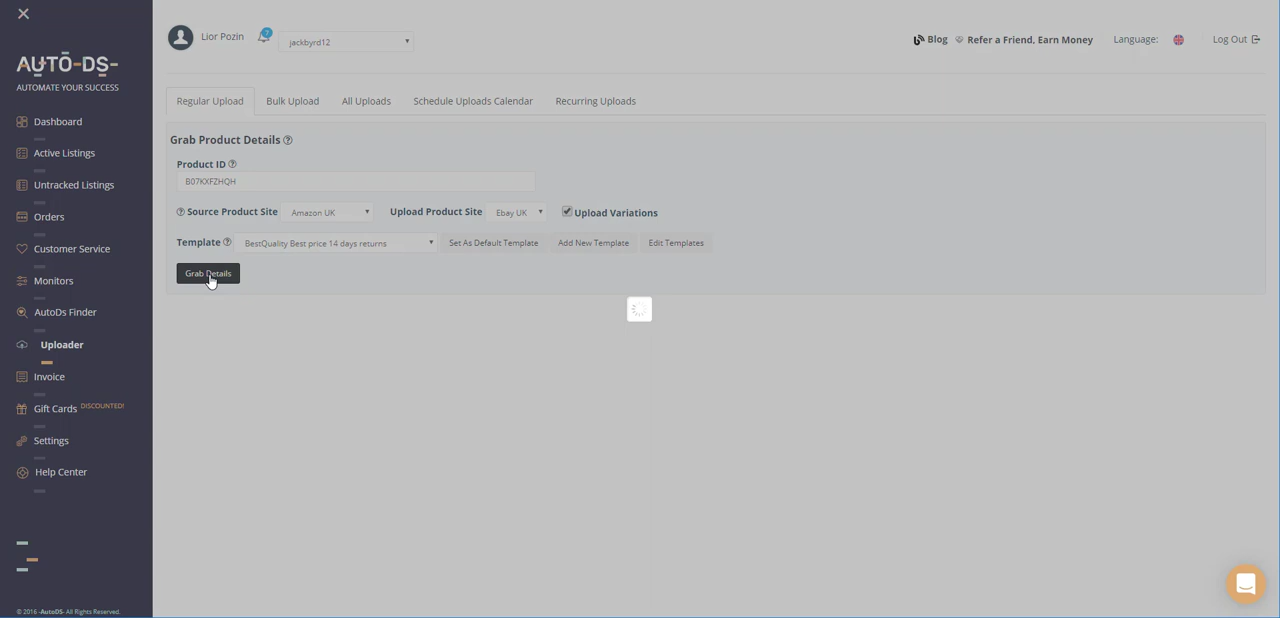 AUTO-DS-
AUTOMATE YOUR SUCCESS
Dashboard
Active Listings
Untracked Listings
Orders
Customer Service
Monitors
AutoDs Finder
Uploader
Invoice
Gift Cards DISCOUNTED!
Settings
Help Center
© 2016 -AutoDS- All Rights Reserved.
Lior Pozin
7
jackbyrd12
Blog
Refer a Friend, Earn Money
Language:
Log Out
Regular Upload
Bulk Upload
All Uploads
Schedule Uploads Calendar
Recurring Uploads
Grab Product Details ?
Product ID ?
B07KXFZHQH
? Source Product Site Amazon UK Upload Product Site Ebay UK Upload Variations
Template ? BestQuality Best price 14 days returns Set As Default Template Add New Template Edit Templates
Grab Details